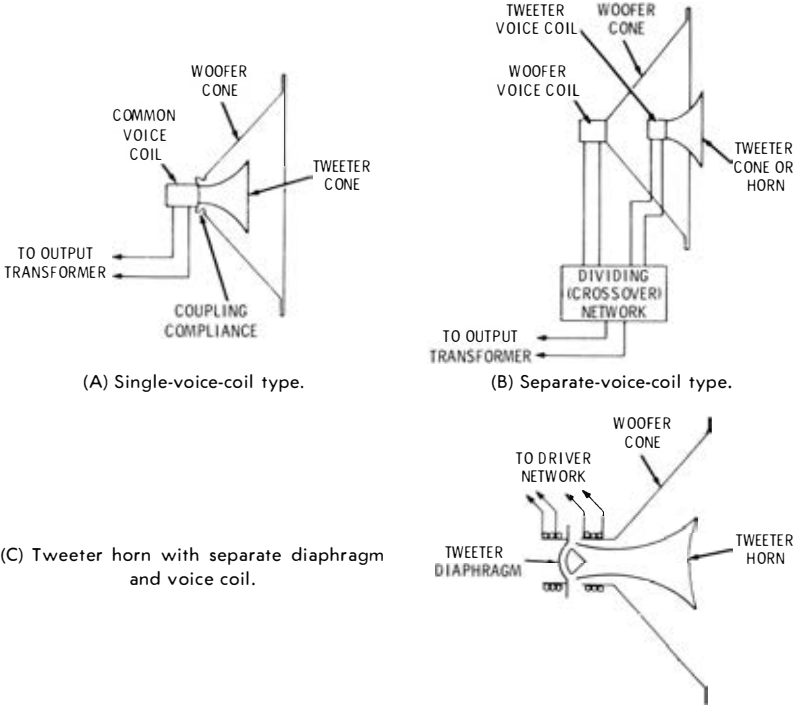 WOOFER
CONE
COMMON
VOICE
COIL
TWEETER
CONE
TO OUTPUT
TRANSFORMER
COUPLING
COMPLIANCE
(A) Single-voice-coil type.
TWEETER
VOICE COIL
WOOFER
CONE
WOOFER
VOICE COIL
TWEETER
CONE OR
HORN
DIVIDING
(CROSSOVER)
NETWORK
TO OUTPUT
TRANSFORMER
(B) Separate-voice-coil type.
(C) Tweeter horn with separate diaphragm
and voice coil.
WOOFER
CONE
TO DRIVER
NETWORK
TWEETER
DIAPHRAGM
TWEETER
HORN